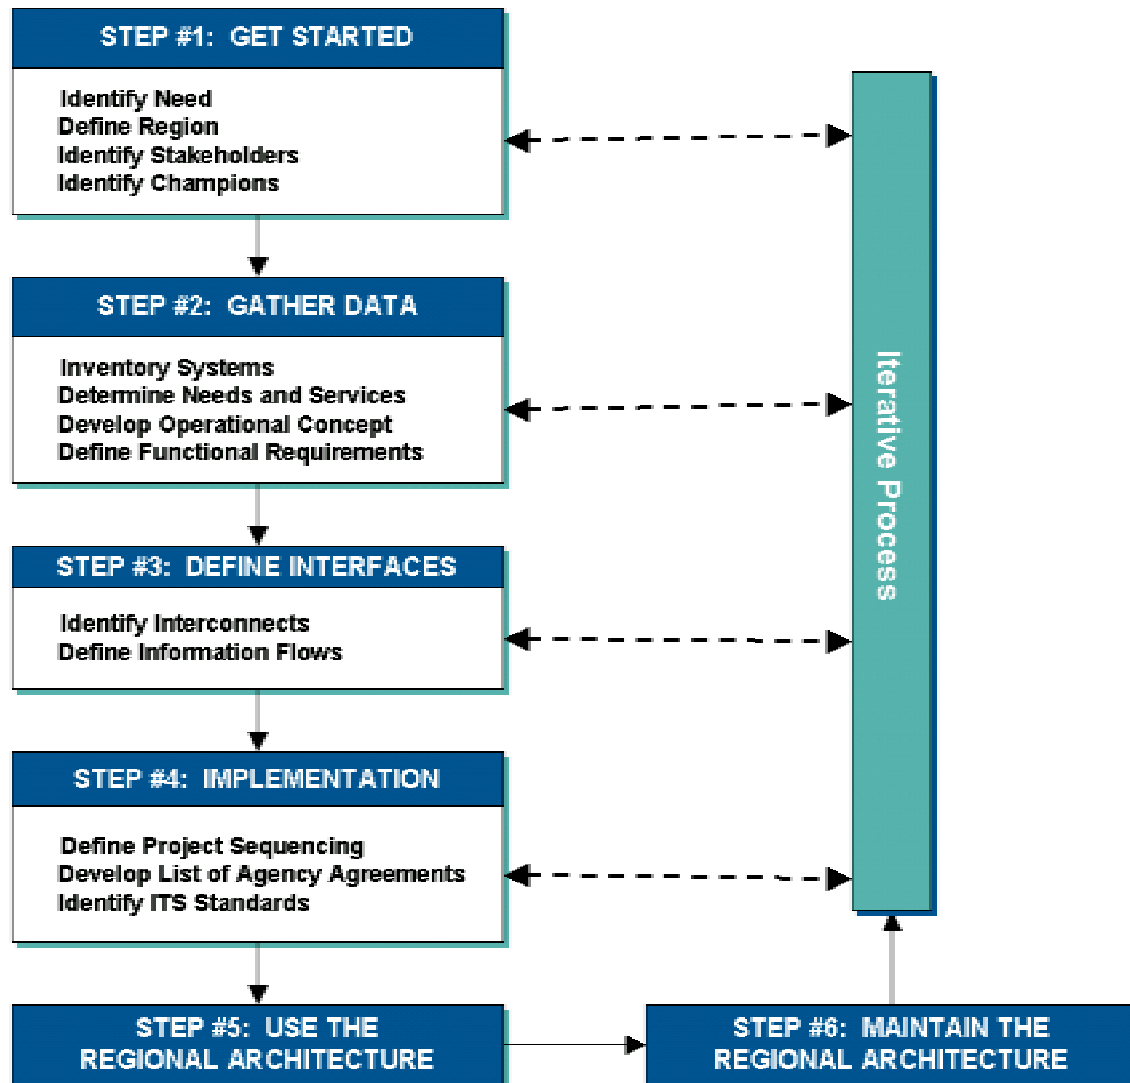 STEP #1: GET STARTED
Identify Need
Define Region
Identify Stakeholders
Identify Champions
STEP #2: GATHER DATA
Inventory Systems
Determine Needs and Services
Develop Operational Concept
Define Functional Requirements
STEP #3: DEFINE INTERFACES
Identify Interconnects
Define Information Flows
STEP #4: IMPLEMENTATION
Define Project Sequencing
Develop List of Agency Agreements
Identify ITS Standards
STEP #5: USE THE
REGIONAL ARCHITECTURE
STEP #6: MAINTAIN THE
REGIONAL ARCHITECTURE
Iterative Process